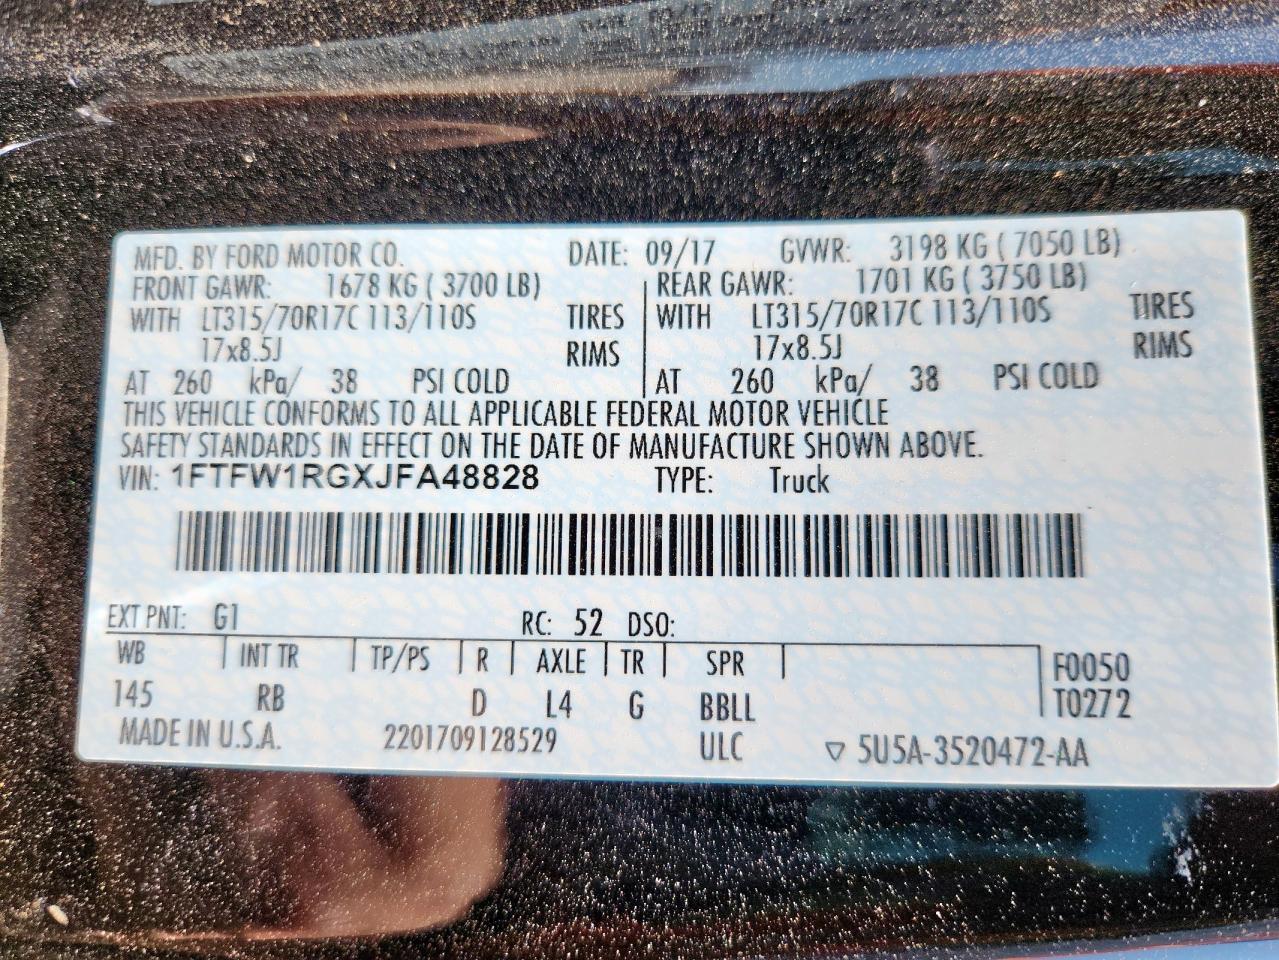 MFD. BY FORD MOTOR CO. DATE: 09/17 GVWR: 3198 KG ( 7050 LB)
FRONT GAWR: 1678 KG ( 3700 LB) REAR GAWR: 1701 KG ( 3750 LB)
WITH LT315/70R17C 113/110S TIRES WITH LT315/70R17C 113/110S TIRES
17x8.5J RIMS 17x8.5J RIMS
AT 260 kPa/ 38 PSI COLD AT 260 kPa/ 38 PSI COLD
THIS VEHICLE CONFORMS TO ALL APPLICABLE FEDERAL MOTOR VEHICLE
SAFETY STANDARDS IN EFFECT ON THE DATE OF MANUFACTURE SHOWN ABOVE.
VIN: 1FTFW1RGXJFA48828 TYPE: Truck
EXT PNT: G1 RC: 52 DSO:
WB INT TR TP/PS R AXLE TR SPR F0050
145 RB D L4 G BBLL T0272
MADE IN U.S.A. 2201709128529 ULC ▽ 5U5A-3520472-AA